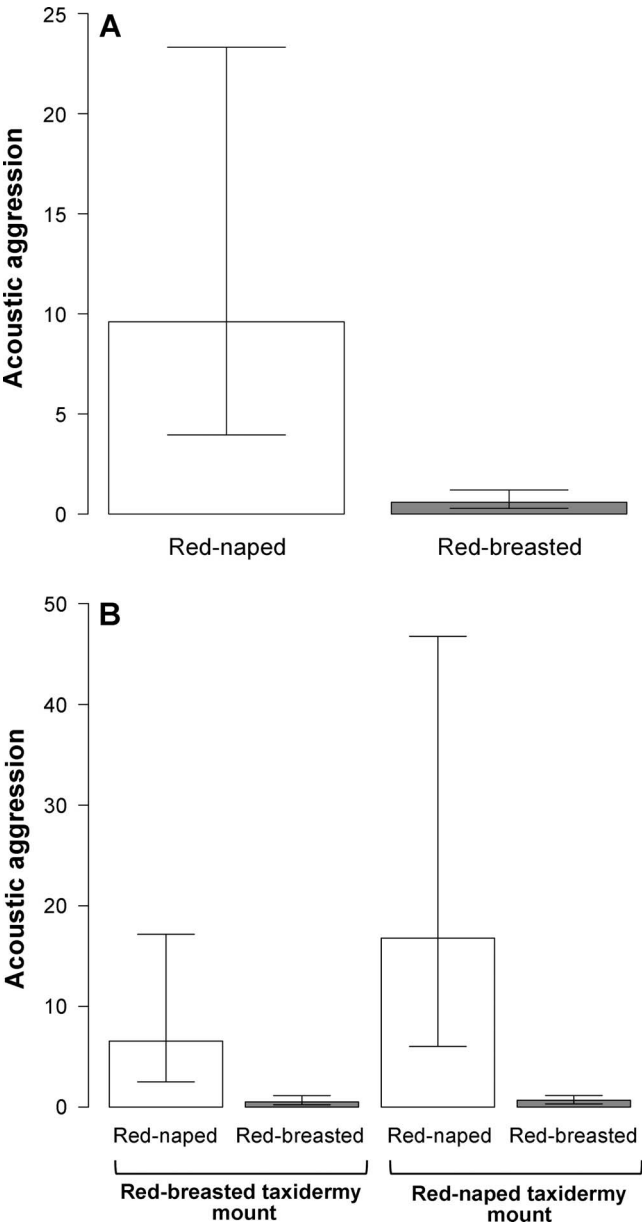 A
25
20
15
10
5
0
Acoustic aggression
Red-naped Red-breasted
B
50
40
30
20
10
0
Acoustic aggression
Red-naped Red-breasted Red-naped Red-breasted
Red-breasted taxidermy
mount
Red-naped taxidermy
mount